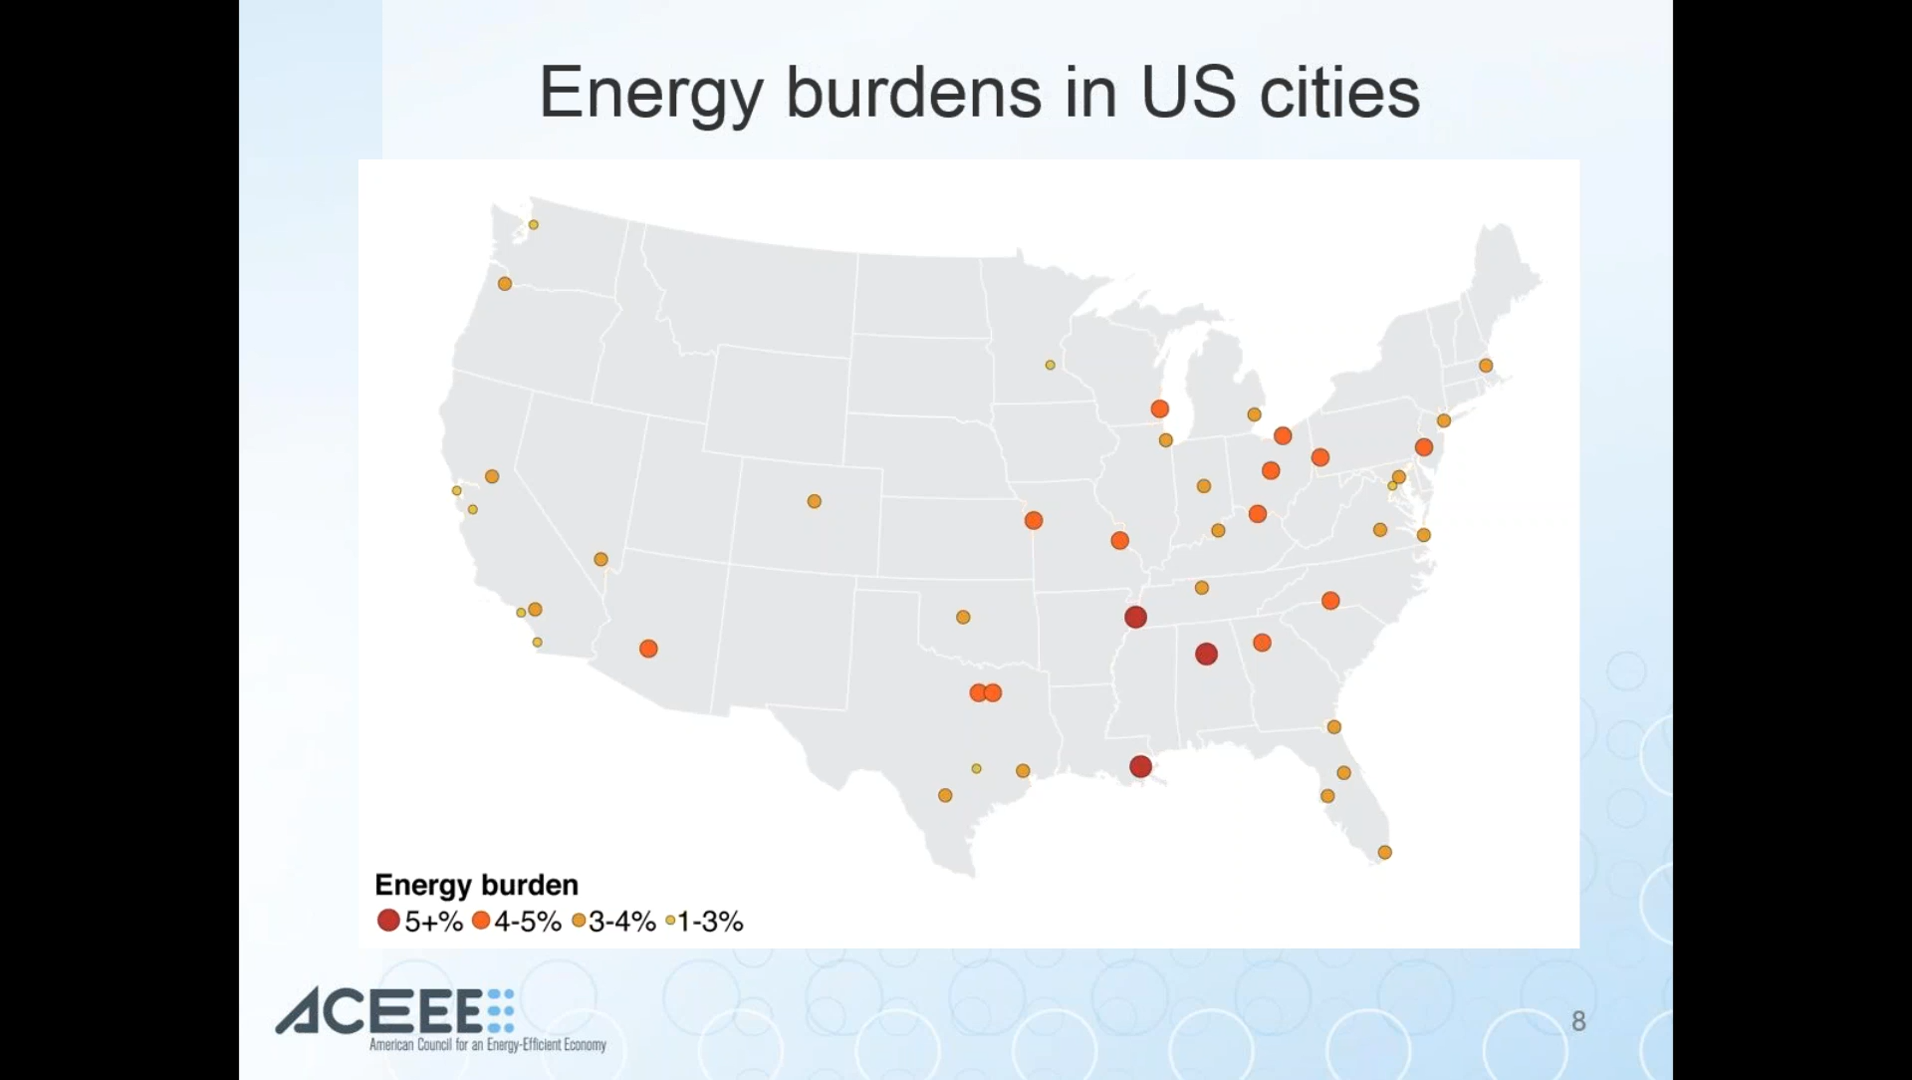 Energy burdens in US cities
Energy burden
5+% 4-5% 3-4% 1-3%
ACEEE
American Council for an Energy-Efficient Economy
8